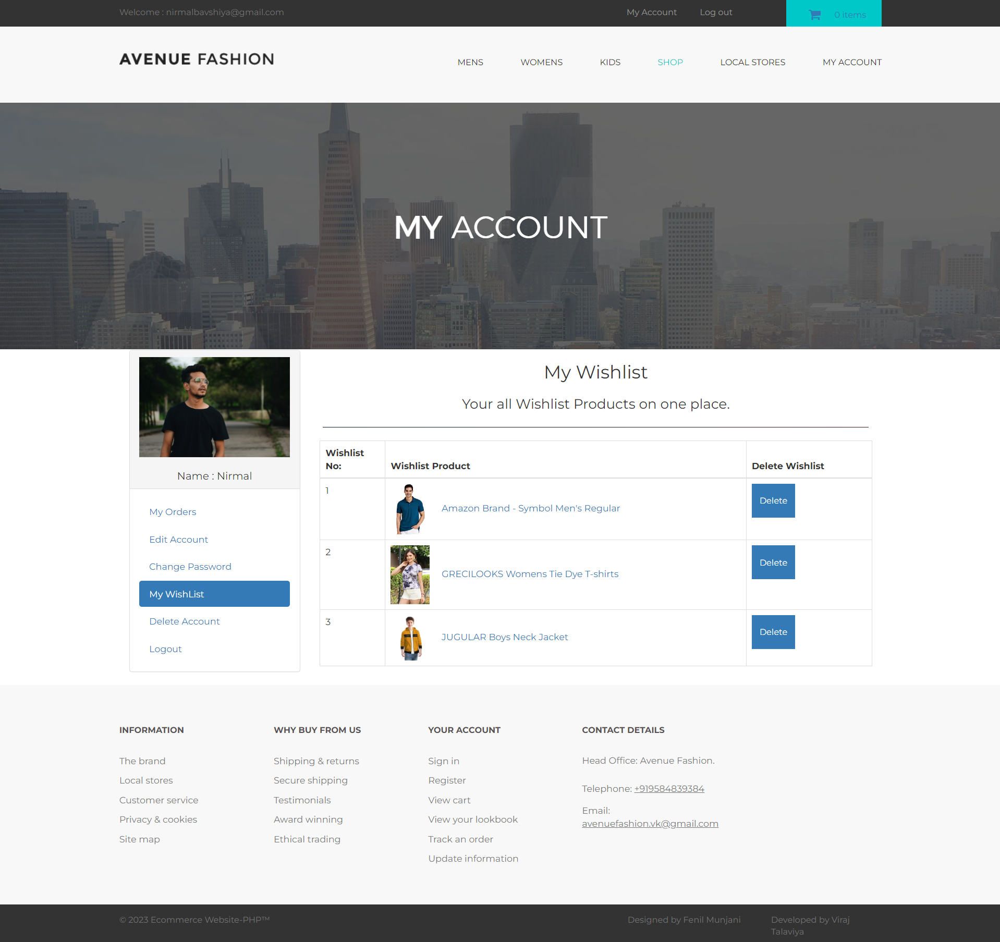 Welcome : nirmalbavshiya@gmail.com
My Account
Log out
0 items
AVENUE FASHION
MENS
WOMENS
KIDS
SHOP
LOCAL STORES
MY ACCOUNT
MY ACCOUNT
Name : Nirmal
My Orders
Edit Account
Change Password
My WishList
Delete Account
Logout
My Wishlist
Your all Wishlist Products on one place.
Wishlist
No:
Wishlist Product
Delete Wishlist
1
Amazon Brand - Symbol Men's Regular
Delete
2
GRECILOOKS Womens Tie Dye T-shirts
Delete
3
JUGULAR Boys Neck Jacket
Delete
INFORMATION
The brand
Local stores
Customer service
Privacy & cookies
Site map
WHY BUY FROM US
Shipping & returns
Secure shipping
Testimonials
Award winning
Ethical trading
YOUR ACCOUNT
Sign in
Register
View cart
View your lookbook
Track an order
Update information
CONTACT DETAILS
Head Office: Avenue Fashion.
Telephone: +919584839384
Email:
avenuefashion.vk@gmail.com
© 2023 Ecommerce Website-PHP™
Designed by Fenil Munjani
Developed by Viraj
Talaviya